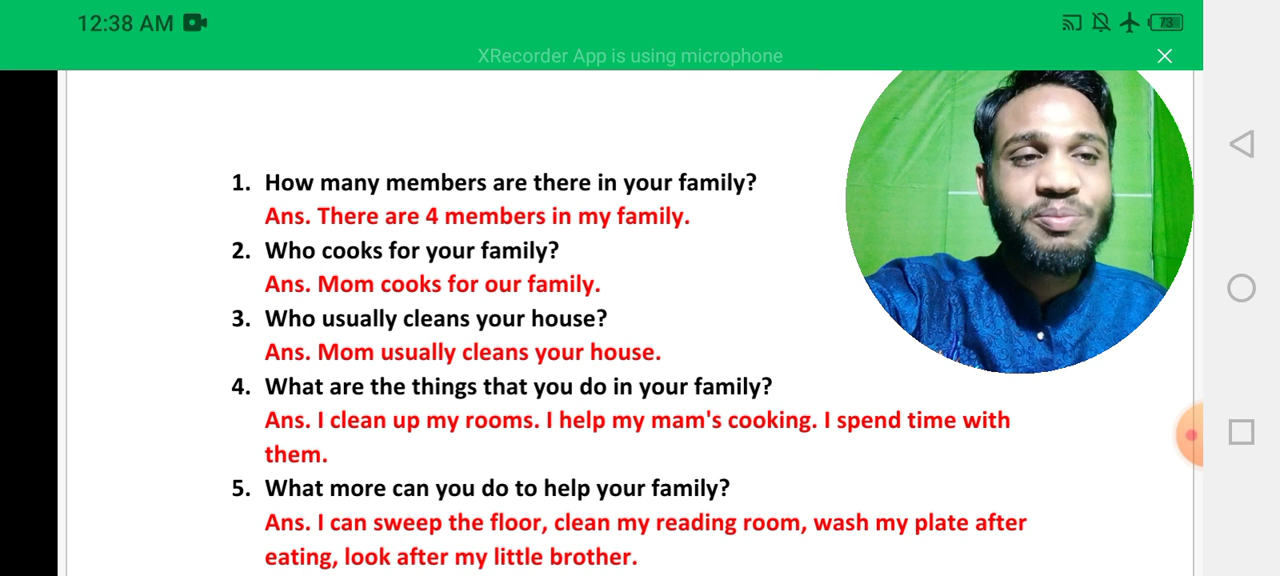 12:38 AM 73
XRecorder App is using microphone
1. How many members are there in your family?
Ans. There are 4 members in my family.
2. Who cooks for your family?
Ans. Mom cooks for our family.
3. Who usually cleans your house?
Ans. Mom usually cleans your house.
4. What are the things that you do in your family?
Ans. I clean up my rooms. I help my mam's cooking. I spend time with
them.
5. What more can you do to help your family?
Ans. I can sweep the floor, clean my reading room, wash my plate after
eating, look after my little brother.